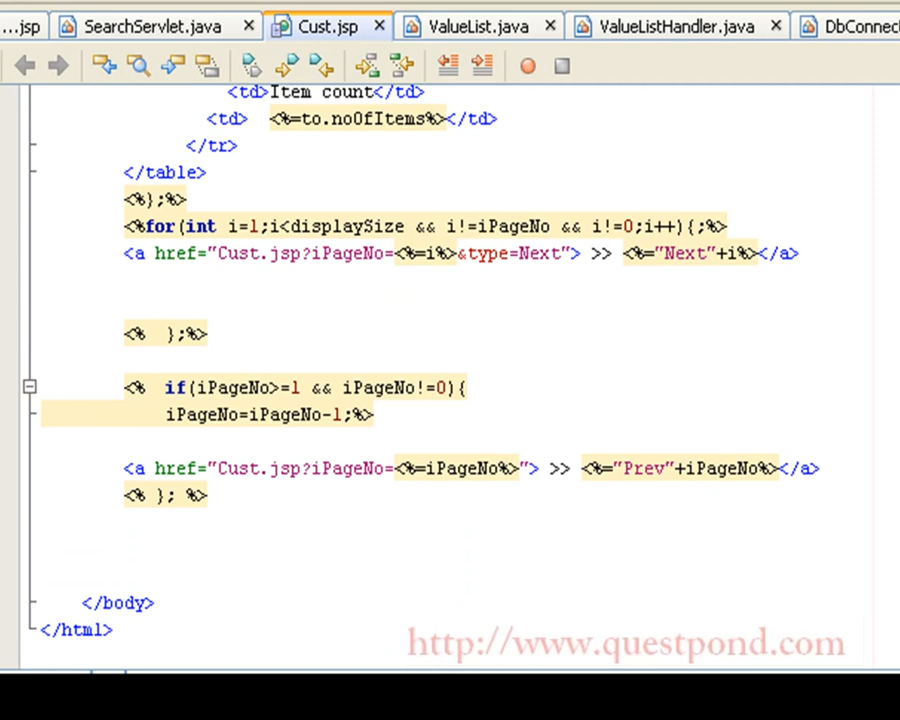 ...jsp SearchServlet.java Cust.jsp ValueList.java ValueListHandler.java DbConnec
<td>Item count</td>
<td> <%=to.noOfItems%></td>
</tr>
</table>
<%};%>
<%for(int i=1;i<displaySize && i!=iPageNo && i!=0;i++){;%>
<a href="Cust.jsp?iPageNo=<%=i%>&type=Next"> >> <%="Next"+i%></a>
<% };%>
<% if(iPageNo>=1 && iPageNo!=0){
iPageNo=iPageNo-1;%>
<a href="Cust.jsp?iPageNo=<%=iPageNo%>"> >> <%="Prev"+iPageNo%></a>
<% }; %>
</body>
</html>
http://www.questpond.com